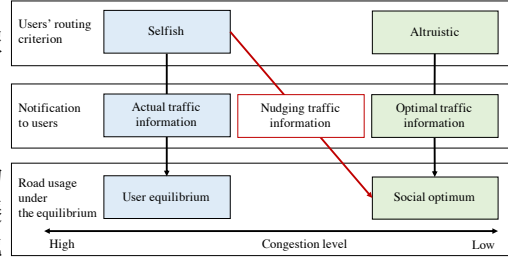 Users' routing
criterion
Selfish
Altruistic
Notification
to users
Actual traffic
information
Nudging traffic
information
Optimal traffic
information
Road usage
under
the equilibrium
User equilibrium
Social optimum
High
Congestion level
Low